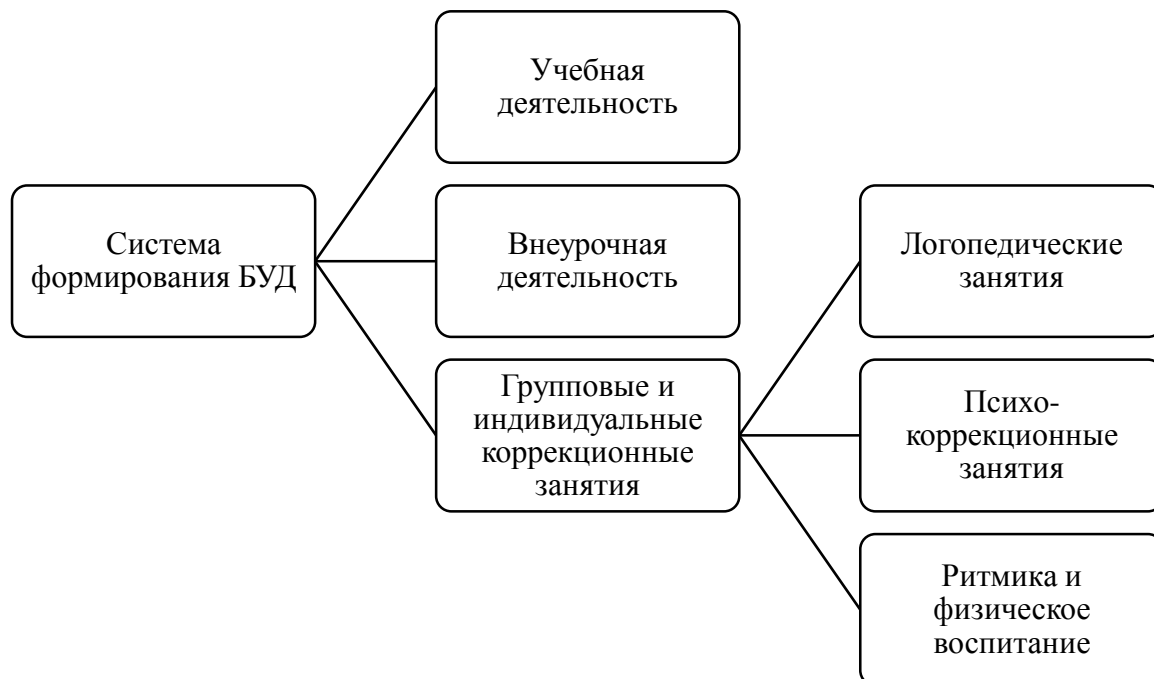 Учебная
деятельность
Система
формирования БУД
Внеурочная
деятельность
Логопедические
занятия
Групповые и
индивидуальные
коррекционные
занятия
Психо-
коррекционные
занятия
Ритмика и
физическое
воспитание